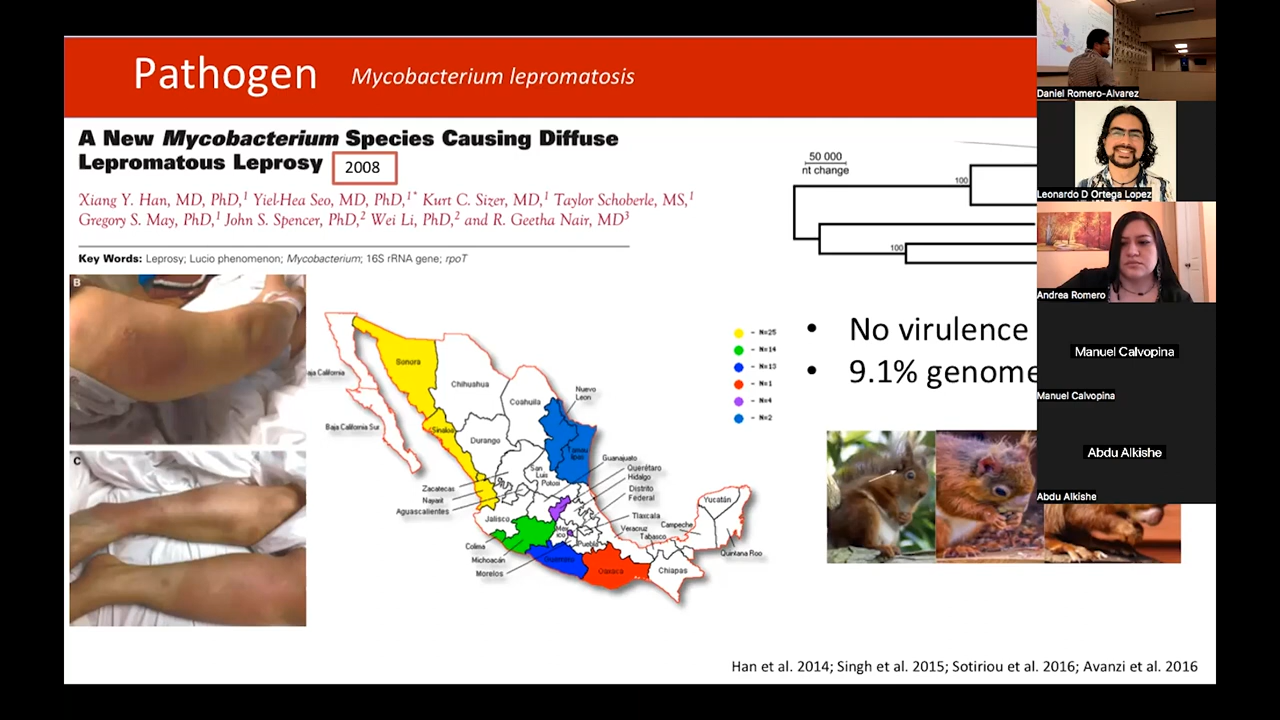 Pathogen Mycobacterium lepromatosis
A New Mycobacterium Species Causing Diffuse
Lepromatous Leprosy 2008
Xiang Y. Han, MD, PhD,1 Yiel-Hea Seo, MD, PhD,1* Kurt C. Sizer, MD,1 Taylor Schoberle, MS,1
Gregory S. May, PhD,1 John S. Spencer, PhD,2 Wei Li, PhD,2 and R. Geetha Nair, MD3
Key Words: Leprosy; Lucio phenomenon; Mycobacterium; 16S rRNA gene; rpoT
B
C
Sonora
Chihuahua
Coahuila
Nuevo
Leon
Baja California Sur
Sinaloa
Durango
San
Luis
Potosi
Guanajuato
Querétaro
Hidalgo
Distrito
Federal
Zacatecas
Nayarit
Aguascalientes
Jalisco
Tlaxcala
Veracruz
Tabasco
Campeche
Yucatán
Quintana Roo
Colima
Michoacán
Morelos
Puebla
Oaxaca
Chiapas
- N=25
- N=14
- N=13
- N=1
- N=4
- N=2
50 000
nt change
100
100
• No virulence
• 9.1% genome
Han et al. 2014; Singh et al. 2015; Sotiriou et al. 2016; Avanzi et al. 2016
Daniel Romero-Alvarez
Leonardo D Ortega Lopez
Andrea Romero
Manuel Calvopina
Manuel Calvopina
Abdu Alkishe
Abdu Alkishe